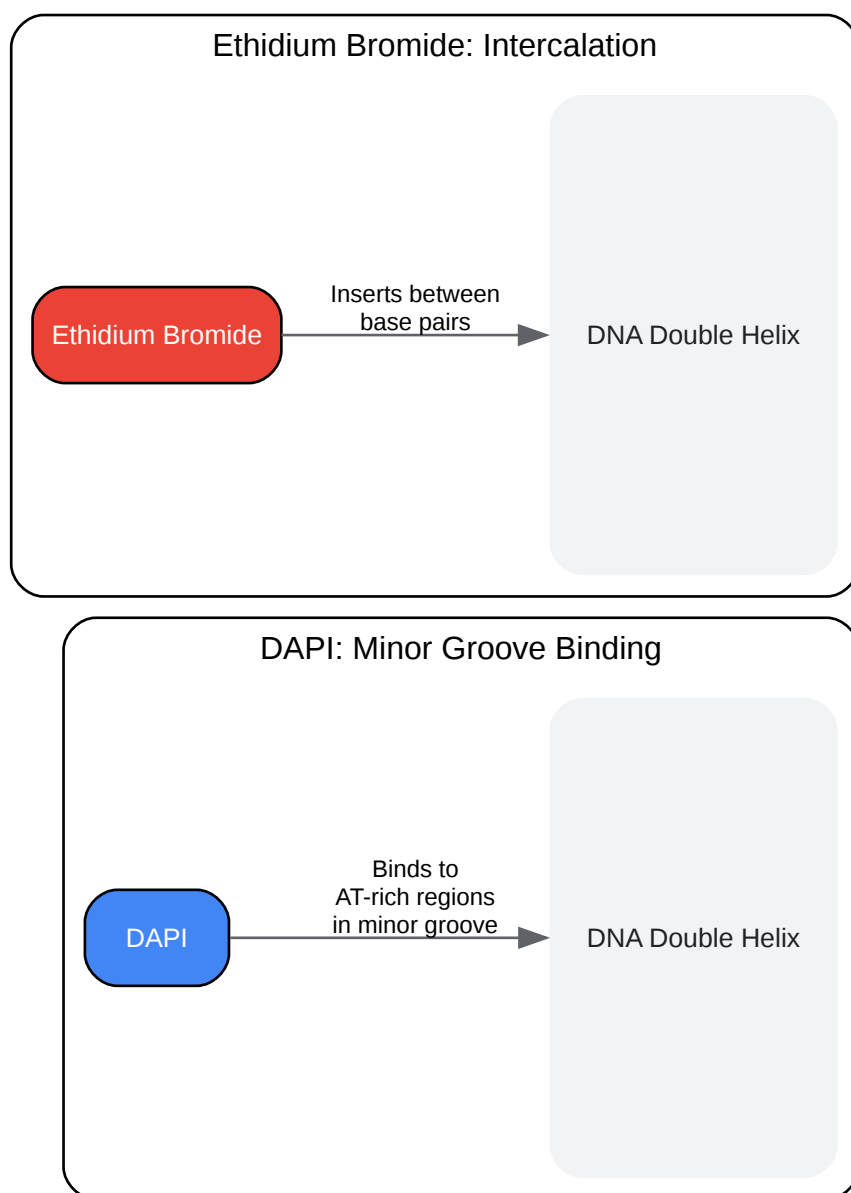 Ethidium Bromide: Intercalation
Inserts between
base pairs
Ethidium Bromide
DNA Double Helix
DAPI: Minor Groove Binding
Binds to
AT-rich regions
in minor groove
DAPI
DNA Double Helix